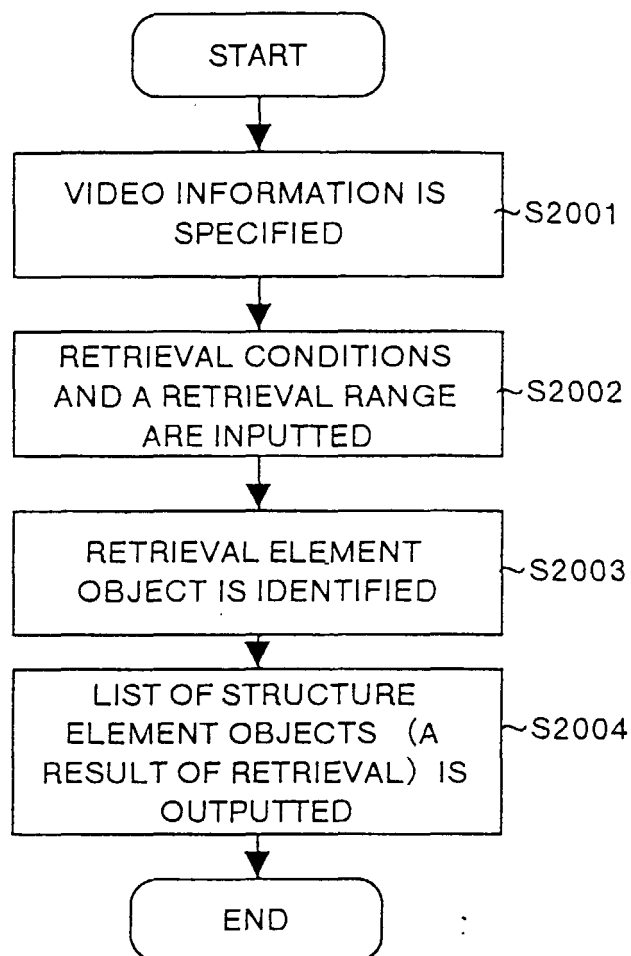 START
VIDEO INFORMATION IS
SPECIFIED
~S2001
RETRIEVAL CONDITIONS
AND A RETRIEVAL RANGE
ARE INPUTTED
~S2002
RETRIEVAL ELEMENT
OBJECT IS IDENTIFIED
~S2003
LIST OF STRUCTURE
ELEMENT OBJECTS (A
RESULT OF RETRIEVAL) IS
OUTPUTTED
~S2004
END